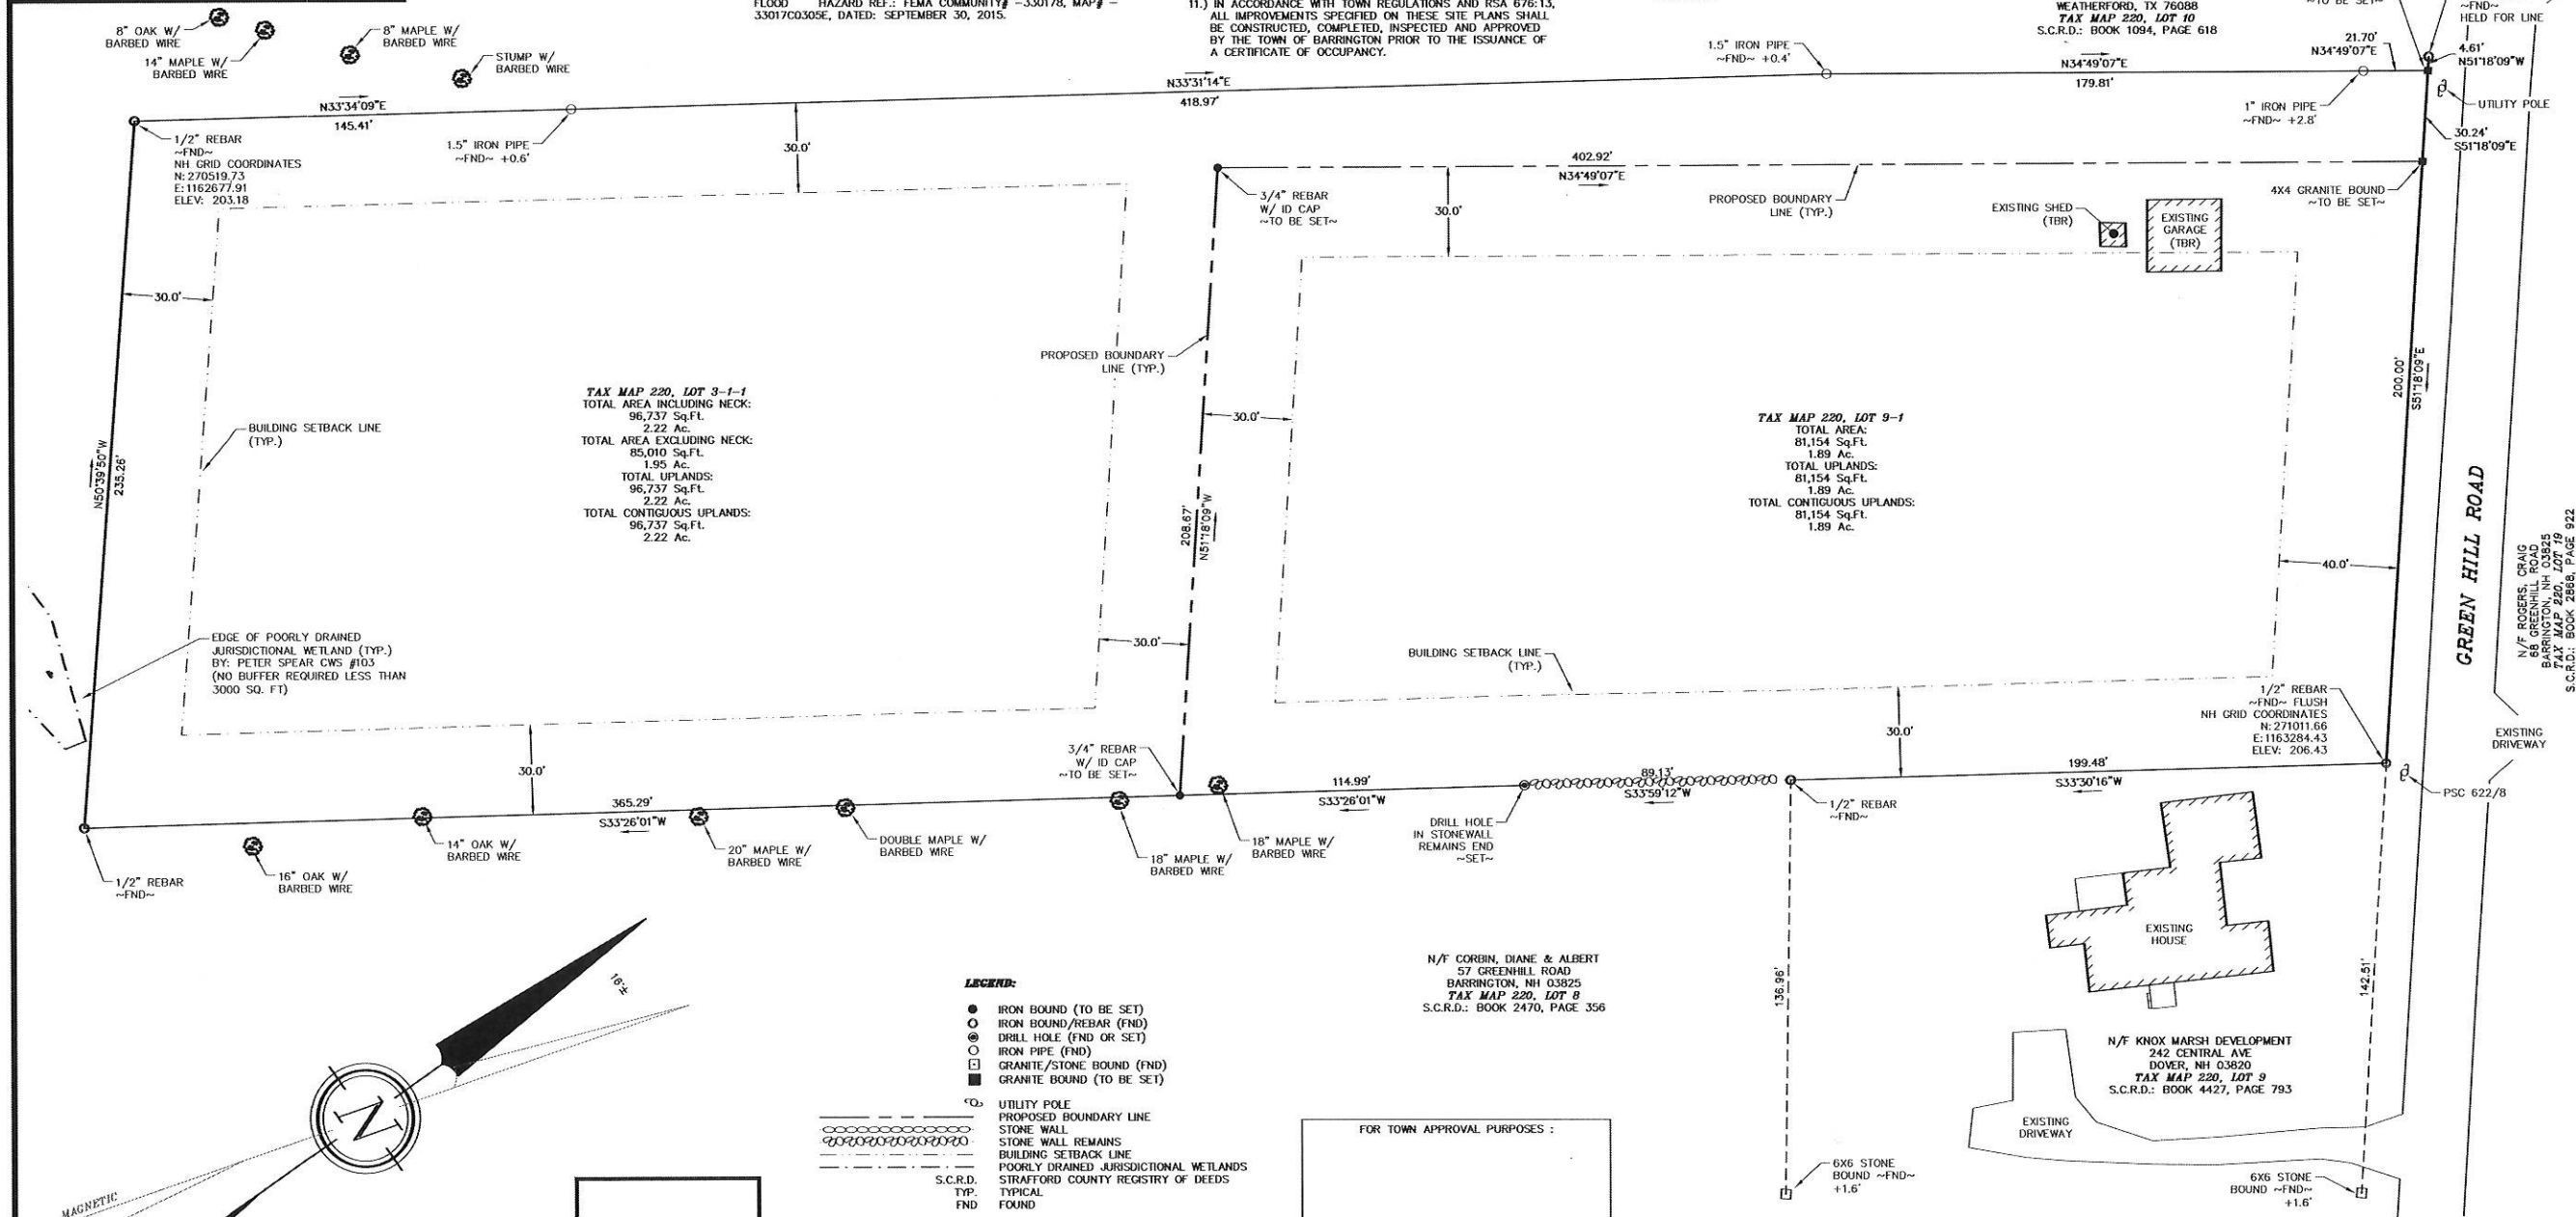 FLOOD HAZARD REF.: FEMA COMMUNITY# -330178, MAP# -
33017C0305E, DATED: SEPTEMBER 30, 2015.
11.) IN ACCORDANCE WITH TOWN REGULATIONS AND RSA 676:13,
ALL IMPROVEMENTS SPECIFIED ON THESE SITE PLANS SHALL
BE CONSTRUCTED, COMPLETED, INSPECTED AND APPROVED
BY THE TOWN OF BARRINGTON PRIOR TO THE ISSUANCE OF
A CERTIFICATE OF OCCUPANCY.
WEATHERFORD, TX 76088
TAX MAP 220, LOT 10
S.C.R.D.: BOOK 1094, PAGE 618
~TO BE SET~
~FND~
HELD FOR LINE
8" OAK W/
BARBED WIRE
14" MAPLE W/
BARBED WIRE
8" MAPLE W/
BARBED WIRE
STUMP W/
BARBED WIRE
1.5" IRON PIPE
~FND~ +0.4'
21.70'
N34°49'07"E
4.61'
N51°18'09"W
N33°34'09"E
145.41'
N33°31'14"E
418.97'
N34°49'07"E
179.81'
UTILITY POLE
1" IRON PIPE
~FND~ +2.8'
30.24'
S51°18'09"E
1/2" REBAR
~FND~
NH GRID COORDINATES
N: 270519.73
E: 1162677.91
ELEV: 203.18
1.5" IRON PIPE
~FND~ +0.6'
30.0'
402.92'
N34°49'07"E
3/4" REBAR
W/ ID CAP
~TO BE SET~
30.0'
PROPOSED BOUNDARY
LINE (TYP.)
4X4 GRANITE BOUND
~TO BE SET~
EXISTING SHED
(TBR)
EXISTING
GARAGE
(TBR)
30.0'
PROPOSED BOUNDARY
LINE (TYP.)
200.00'
S51°18'09"E
TAX MAP 220, LOT 3-1-1
TOTAL AREA INCLUDING NECK:
96,737 Sq.Ft.
2.22 Ac.
TOTAL AREA EXCLUDING NECK:
85,010 Sq.Ft.
1.95 Ac.
TOTAL UPLANDS:
96,737 Sq.Ft.
2.22 Ac.
TOTAL CONTIGUOUS UPLANDS:
96,737 Sq.Ft.
2.22 Ac.
BUILDING SETBACK LINE
(TYP.)
30.0'
TAX MAP 220, LOT 9-1
TOTAL AREA:
81,154 Sq.Ft.
1.89 Ac.
TOTAL UPLANDS:
81,154 Sq.Ft.
1.89 Ac.
TOTAL CONTIGUOUS UPLANDS:
81,154 Sq.Ft.
1.89 Ac.
N50°39'50"W
235.26'
208.67'
N51°18'09"W
GREEN HILL ROAD
N/F ROGERS, CRAIG
68 GREENHILL ROAD
BARRINGTON, NH 03825
TAX MAP 220, LOT 19
S.C.R.D.: BOOK 2868, PAGE 922
40.0'
EDGE OF POORLY DRAINED
JURISDICTIONAL WETLAND (TYP.)
BY: PETER SPEAR CWS #103
(NO BUFFER REQUIRED LESS THAN
3000 SQ. FT)
30.0'
BUILDING SETBACK LINE
(TYP.)
1/2" REBAR
~FND~ FLUSH
NH GRID COORDINATES
N: 271011.66
E: 1163284.43
ELEV: 206.43
EXISTING
DRIVEWAY
30.0'
3/4" REBAR
W/ ID CAP
~TO BE SET~
30.0'
365.29'
S33°26'01"W
114.99'
S33°26'01"W
89.13'
S33°59'12"W
199.48'
S33°30'16"W
PSC 622/8
1/2" REBAR
~FND~
16" OAK W/
BARBED WIRE
14" OAK W/
BARBED WIRE
20" MAPLE W/
BARBED WIRE
DOUBLE MAPLE W/
BARBED WIRE
18" MAPLE W/
BARBED WIRE
18" MAPLE W/
BARBED WIRE
DRILL HOLE
IN STONEWALL
REMAINS END
~SET~
1/2" REBAR
~FND~
EXISTING
HOUSE
136.96'
142.51'
N/F CORBIN, DIANE & ALBERT
57 GREENHILL ROAD
BARRINGTON, NH 03825
TAX MAP 220, LOT 8
S.C.R.D.: BOOK 2470, PAGE 356
N/F KNOX MARSH DEVELOPMENT
242 CENTRAL AVE
DOVER, NH 03820
TAX MAP 220, LOT 9
S.C.R.D.: BOOK 4427, PAGE 793
EXISTING
DRIVEWAY
16°±
N
MAGNETIC
LEGEND:
IRON BOUND (TO BE SET)
IRON BOUND/REBAR (FND)
DRILL HOLE (FND OR SET)
IRON PIPE (FND)
GRANITE/STONE BOUND (FND)
GRANITE BOUND (TO BE SET)
UTILITY POLE
PROPOSED BOUNDARY LINE
STONE WALL
STONE WALL REMAINS
BUILDING SETBACK LINE
POORLY DRAINED JURISDICTIONAL WETLANDS
S.C.R.D. STRAFFORD COUNTY REGISTRY OF DEEDS
TYP. TYPICAL
FND FOUND
FOR TOWN APPROVAL PURPOSES :
6X6 STONE
BOUND ~FND~
+1.6'
6X6 STONE
BOUND ~FND~
+1.6'